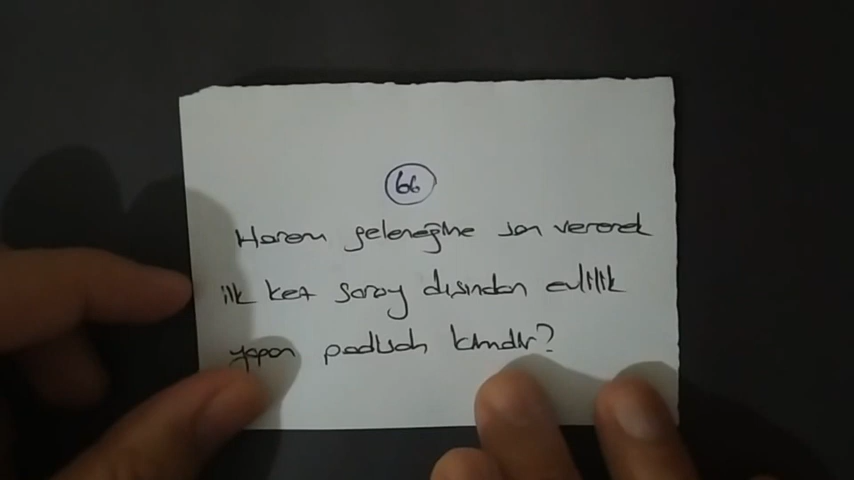 66
Harem geleneğine son vererek
ilk kez saray dışından evlilik
yapan padişah kimdir?